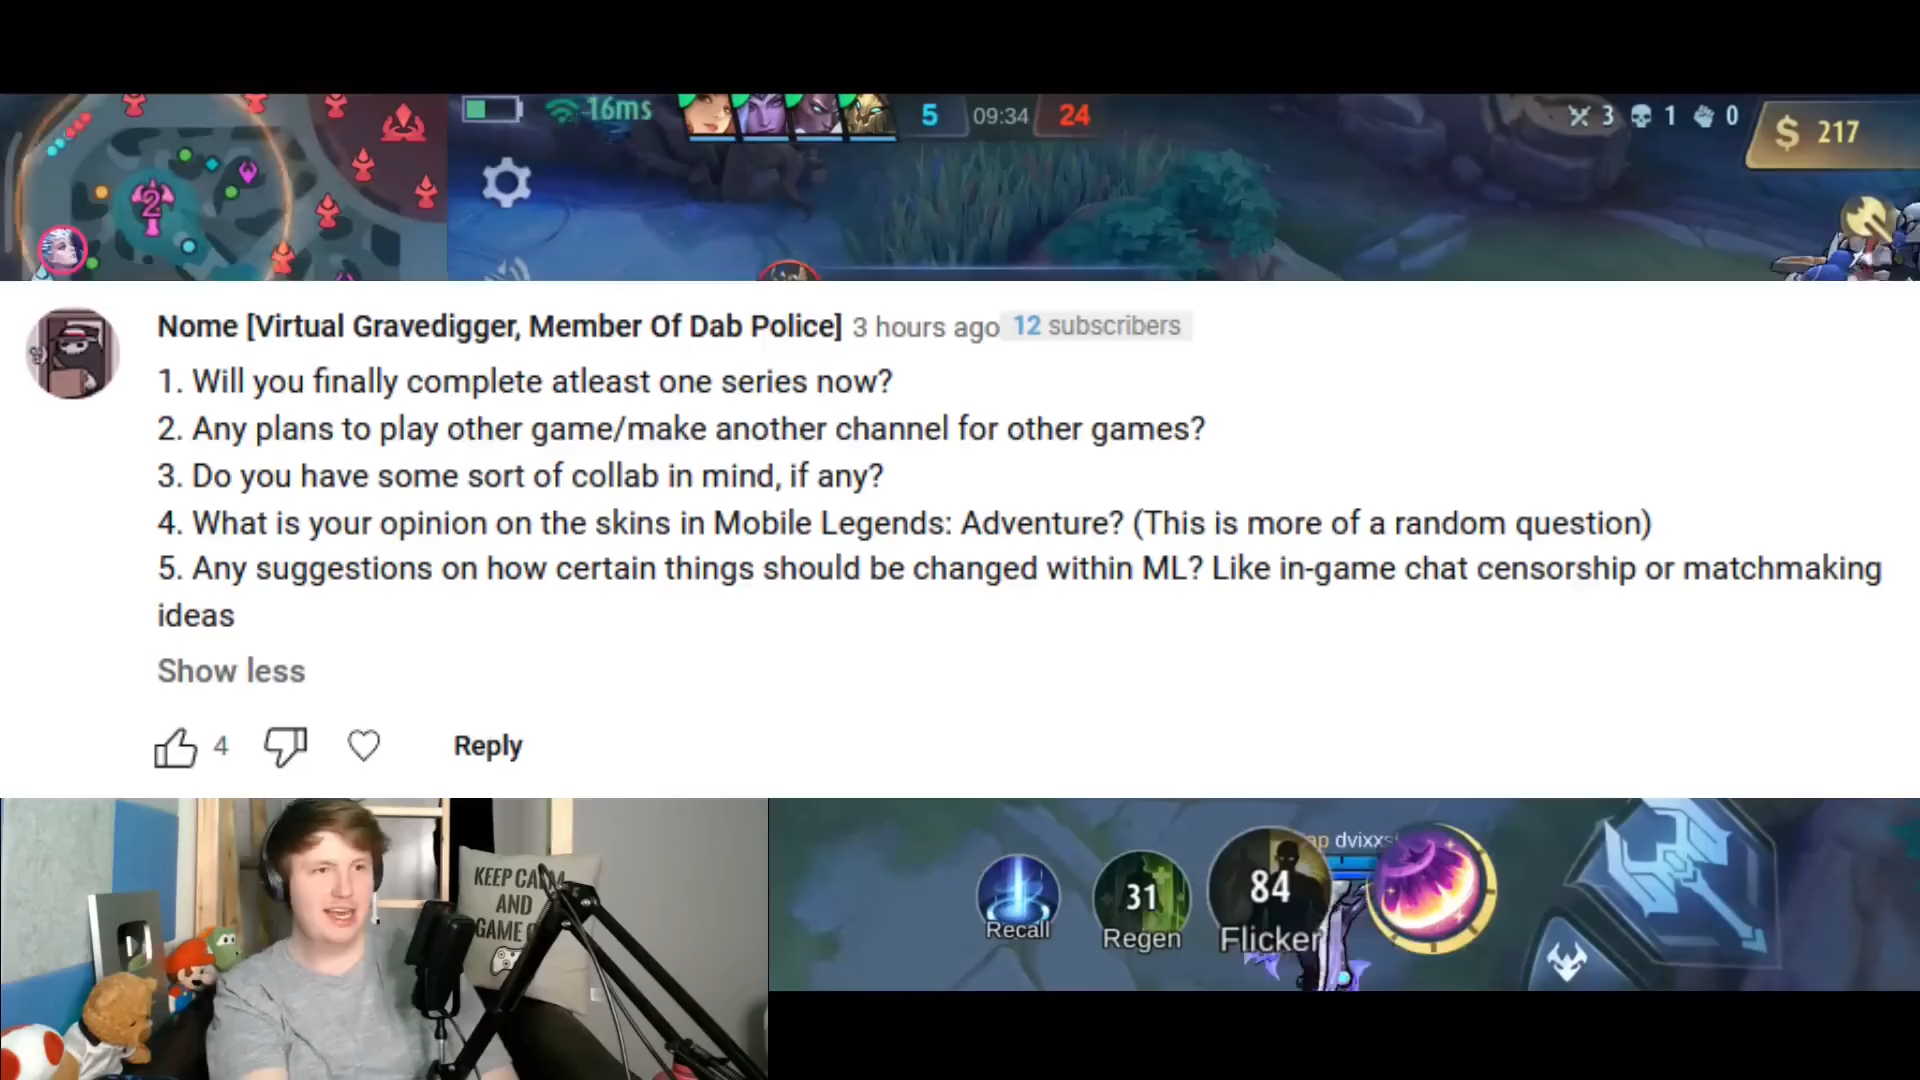 16ms
5 09:34 24
3 1 0
$ 217
2
Nome [Virtual Gravedigger, Member Of Dab Police] 3 hours ago 12 subscribers
1. Will you finally complete atleast one series now?
2. Any plans to play other game/make another channel for other games?
3. Do you have some sort of collab in mind, if any?
4. What is your opinion on the skins in Mobile Legends: Adventure? (This is more of a random question)
5. Any suggestions on how certain things should be changed within ML? Like in-game chat censorship or matchmaking
ideas
Show less
4
Reply
KEEP CALM
AND
GAME
dvixxs
31
84
Recall
Regen
Flicker